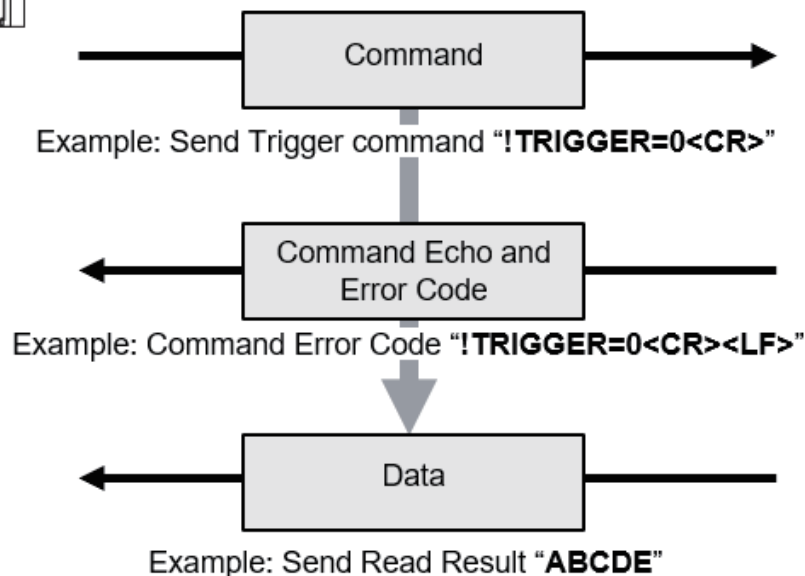 Command
Example: Send Trigger command “!TRIGGER=0<CR>”
Command Echo and
Error Code
Example: Command Error Code “!TRIGGER=0<CR><LF>”
Data
Example: Send Read Result “ABCDE”